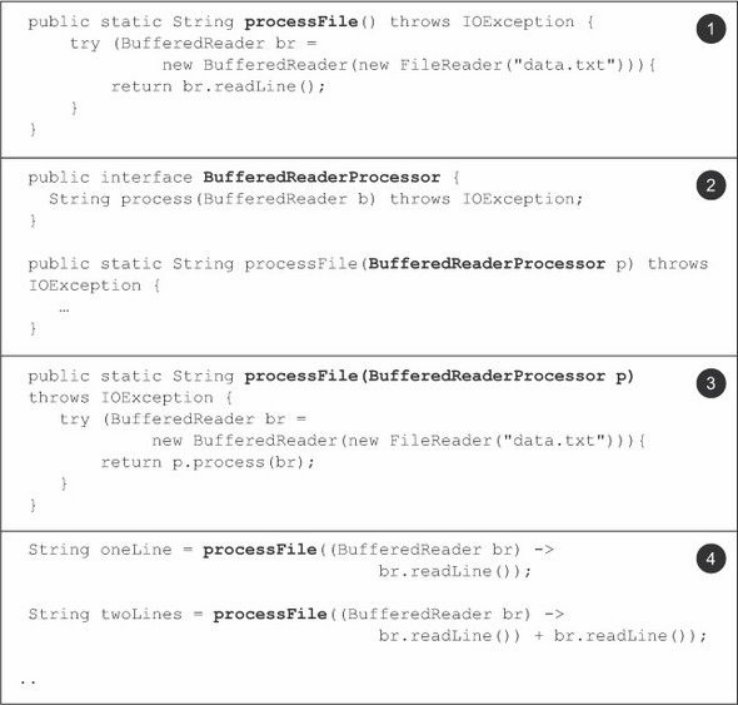 public static String processFile() throws IOException {
1
try (BufferedReader br =
new BufferedReader(new FileReader("data.txt"))){
return br.readLine();
}
}
public interface BufferedReaderProcessor {
2
String process(BufferedReader b) throws IOException;
}
public static String processFile(BufferedReaderProcessor p) throws
IOException {
…
}
public static String processFile(BufferedReaderProcessor p)
3
throws IOException {
try (BufferedReader br =
new BufferedReader(new FileReader("data.txt"))){
return p.process(br);
}
}
String oneLine = processFile((BufferedReader br) ->
4
br.readLine());
String twoLines = processFile((BufferedReader br) ->
br.readLine()) + br.readLine());
..